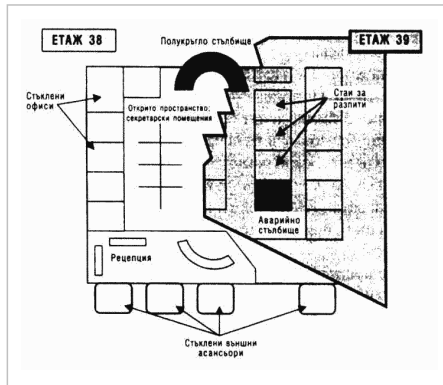 ЕТАЖ 38
Полукръгло стълбище
ЕТАЖ 39
Стъклени
офиси
Открито пространство;
секретарски помещения
Стаи за
разпити
Аварийно
стълбище
Рецепция
Стъклени външни
асансьори